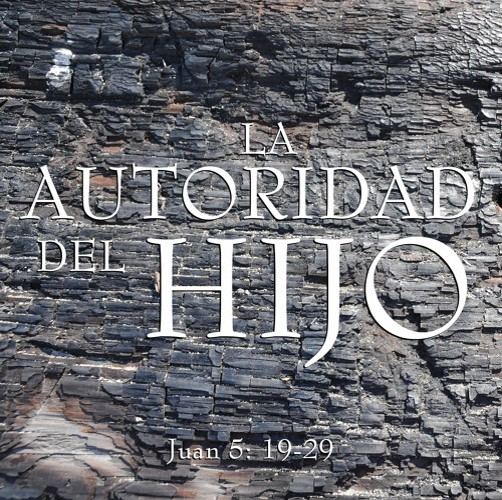 LA
AUTORIDAD
DEL HIJO
Juan 5: 19-29